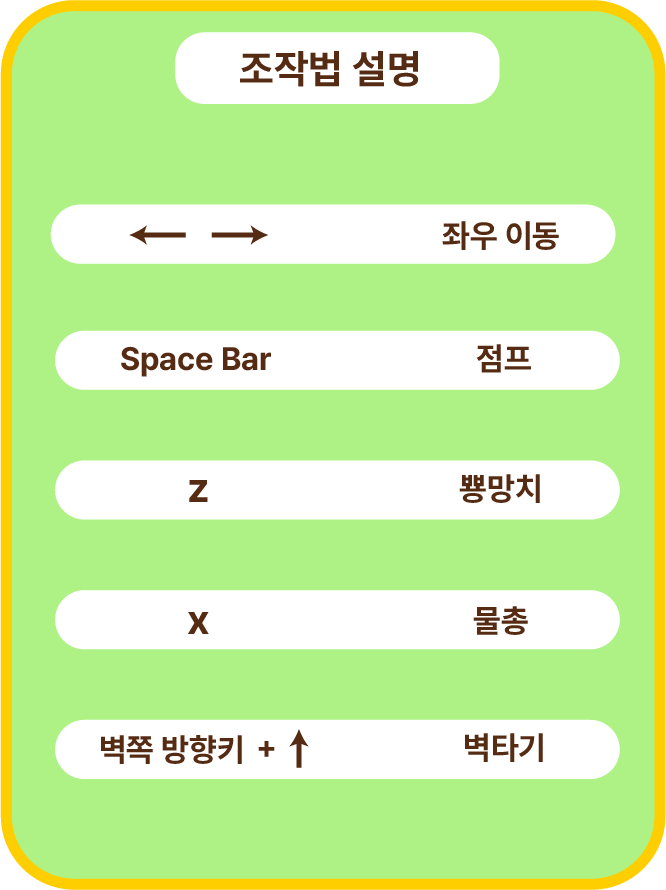 조작법 설명
← → 좌우 이동
Space Bar 점프
z 뿅망치
x 물총
벽쪽 방향키 + ↑ 벽타기